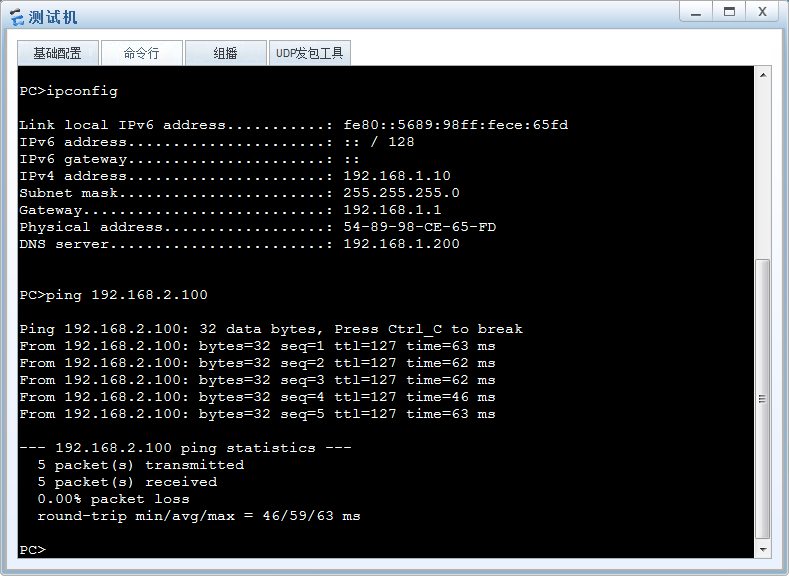 测试机
基础配置 命令行 组播 UDP发包工具
PC>ipconfig
Link local IPv6 address...........: fe80::5689:98ff:fece:65fd
IPv6 address......................: :: / 128
IPv6 gateway......................: ::
IPv4 address......................: 192.168.1.10
Subnet mask.......................: 255.255.255.0
Gateway...........................: 192.168.1.1
Physical address..................: 54-89-98-CE-65-FD
DNS server........................: 192.168.1.200
PC>ping 192.168.2.100
Ping 192.168.2.100: 32 data bytes, Press Ctrl_C to break
From 192.168.2.100: bytes=32 seq=1 ttl=127 time=63 ms
From 192.168.2.100: bytes=32 seq=2 ttl=127 time=62 ms
From 192.168.2.100: bytes=32 seq=3 ttl=127 time=62 ms
From 192.168.2.100: bytes=32 seq=4 ttl=127 time=46 ms
From 192.168.2.100: bytes=32 seq=5 ttl=127 time=63 ms
--- 192.168.2.100 ping statistics ---
5 packet(s) transmitted
5 packet(s) received
0.00% packet loss
round-trip min/avg/max = 46/59/63 ms
PC>